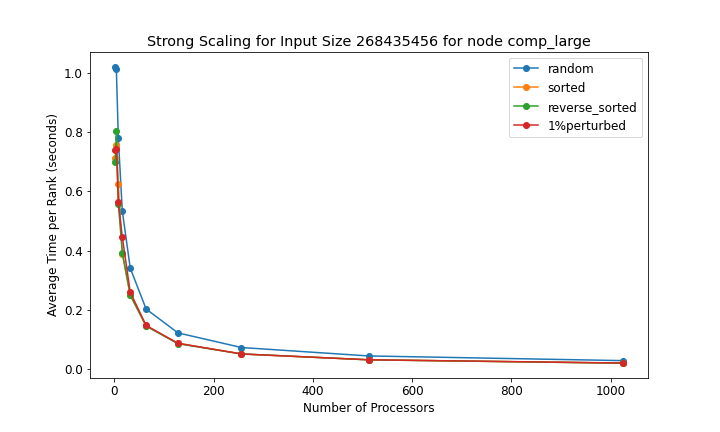 Strong Scaling for Input Size 268435456 for node comp_large
random
sorted
reverse_sorted
1%perturbed
Average Time per Rank (seconds)
1.0
0.8
0.6
0.4
0.2
0.0
0 200 400 600 800 1000
Number of Processors